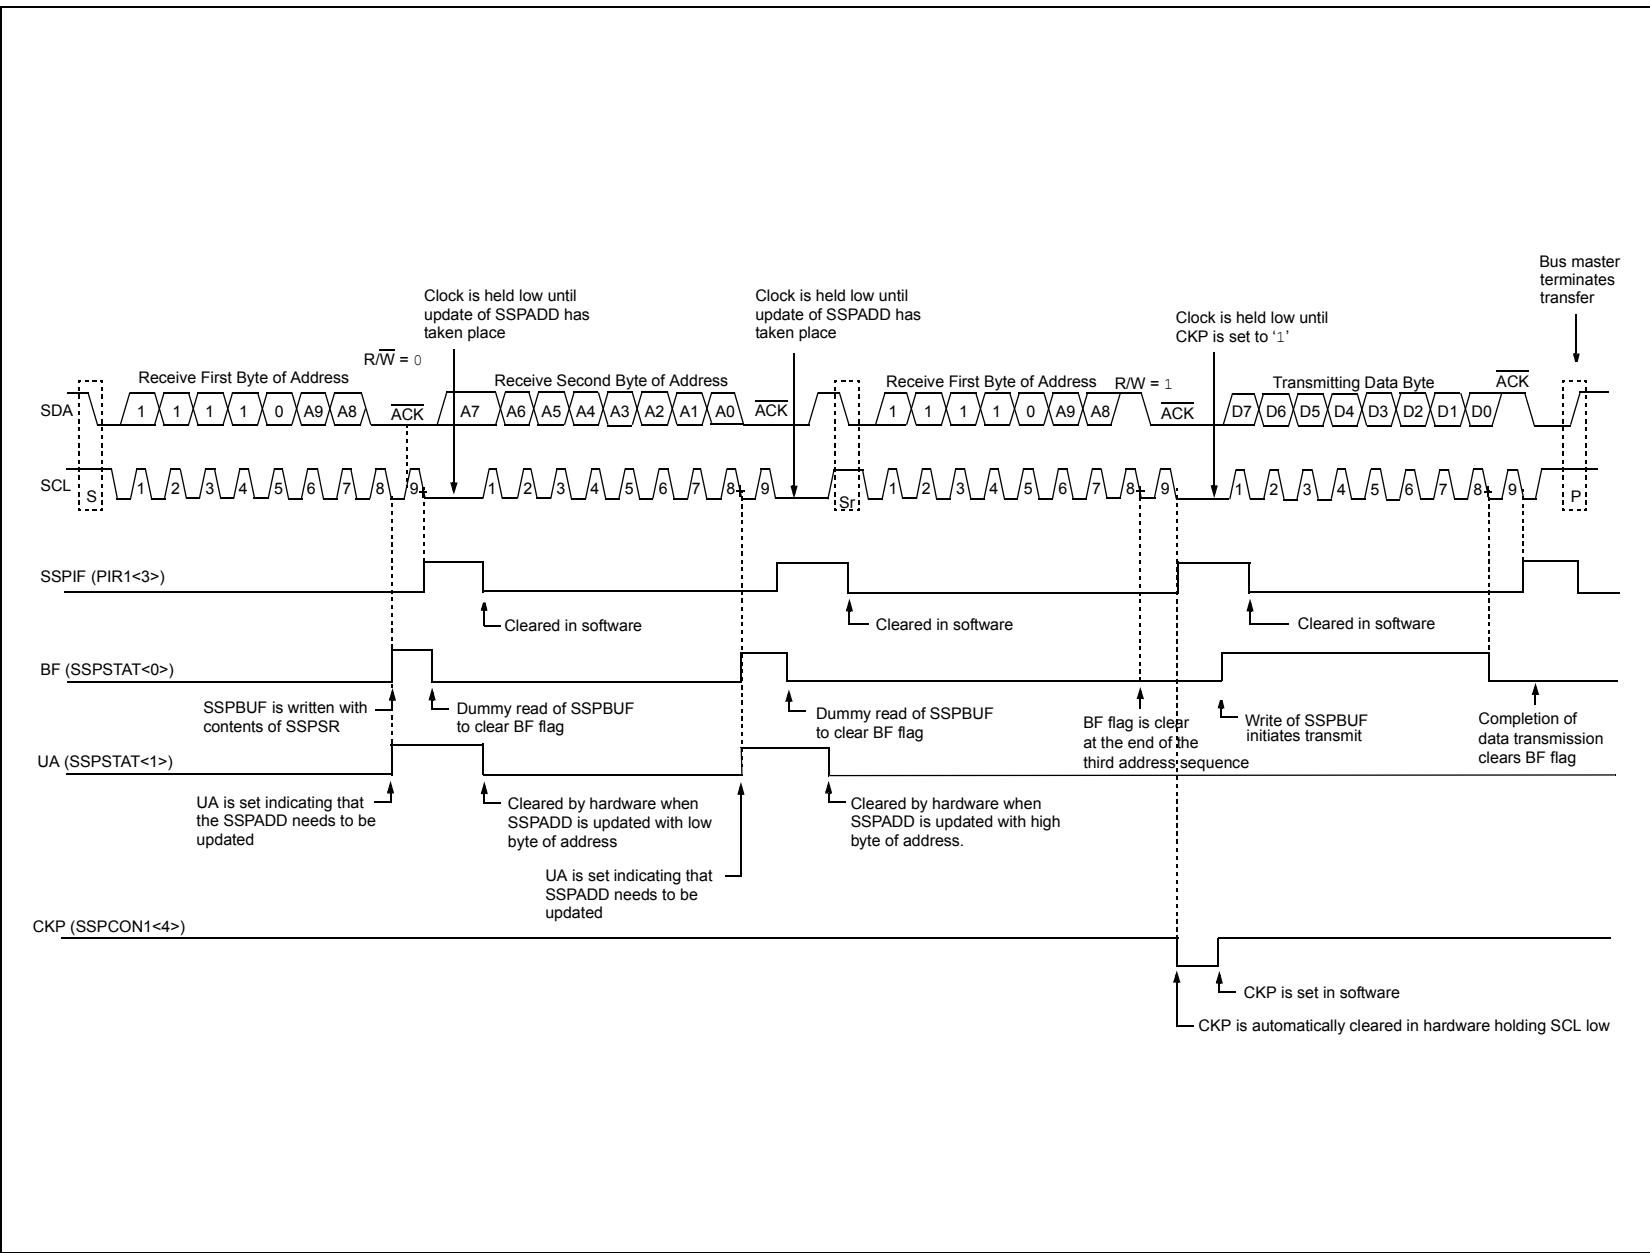 Bus master
terminates
transfer
Clock is held low until
update of SSPADD has
taken place
Clock is held low until
update of SSPADD has
taken place
Clock is held low until
CKP is set to ‘1’
R/W̅ = 0
Receive First Byte of Address
Receive Second Byte of Address
Receive First Byte of Address
R/W = 1
Transmitting Data Byte
A̅C̅K̅
SDA
1 1 1 1 0 A9 A8
A̅C̅K̅
A7 A6 A5 A4 A3 A2 A1 A0
A̅C̅K̅
1 1 1 1 0 A9 A8
A̅C̅K̅
D7 D6 D5 D4 D3 D2 D1 D0
SCL
S
1 2 3 4 5 6 7 8 9
1 2 3 4 5 6 7 8 9
Sr
1 2 3 4 5 6 7 8 9
1 2 3 4 5 6 7 8 9
P
SSPIF (PIR1<3>)
Cleared in software
Cleared in software
Cleared in software
BF (SSPSTAT<0>)
SSPBUF is written with
contents of SSPSR
Dummy read of SSPBUF
to clear BF flag
Dummy read of SSPBUF
to clear BF flag
BF flag is clear
at the end of the
third address sequence
Write of SSPBUF
initiates transmit
Completion of
data transmission
clears BF flag
UA (SSPSTAT<1>)
UA is set indicating that
the SSPADD needs to be
updated
Cleared by hardware when
SSPADD is updated with low
byte of address
UA is set indicating that
SSPADD needs to be
updated
Cleared by hardware when
SSPADD is updated with high
byte of address.
CKP (SSPCON1<4>)
CKP is set in software
CKP is automatically cleared in hardware holding SCL low